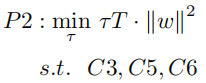 P2 : min τT · ‖w‖²
τ
s.t. C3, C5, C6